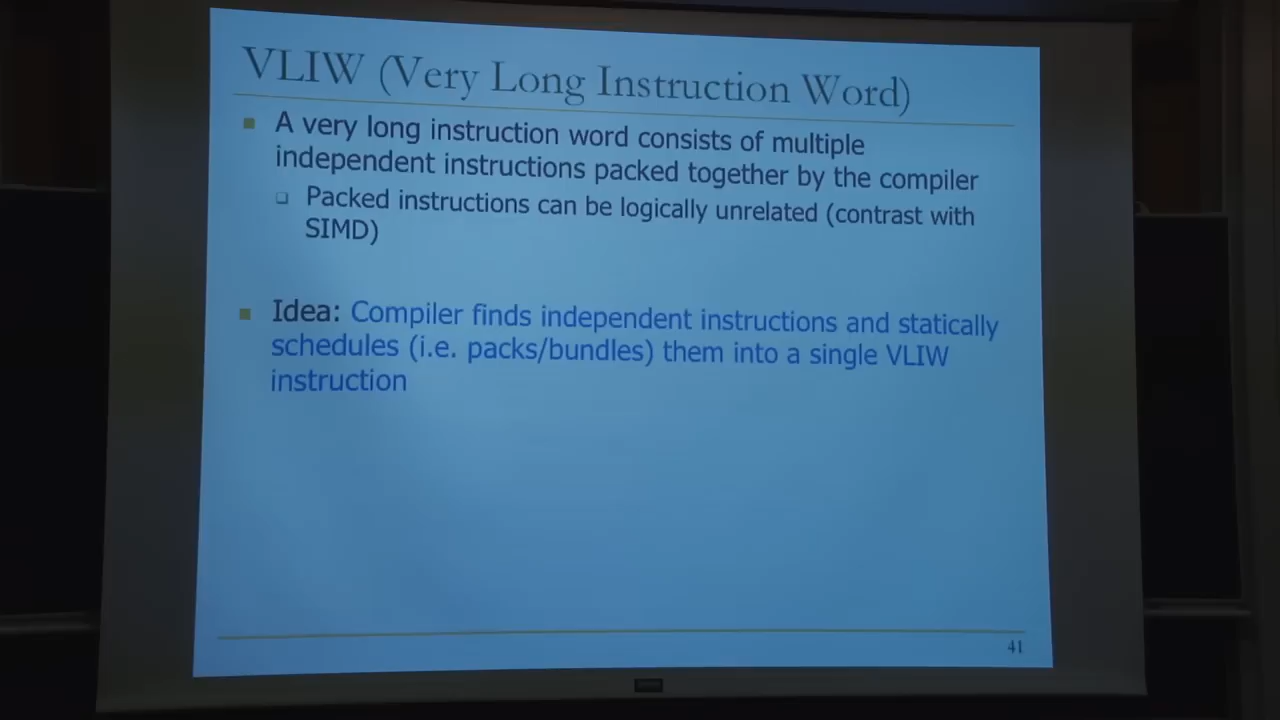 VLIW (Very Long Instruction Word)
A very long instruction word consists of multiple
independent instructions packed together by the compiler
Packed instructions can be logically unrelated (contrast with
SIMD)
Idea: Compiler finds independent instructions and statically
schedules (i.e. packs/bundles) them into a single VLIW
instruction
41